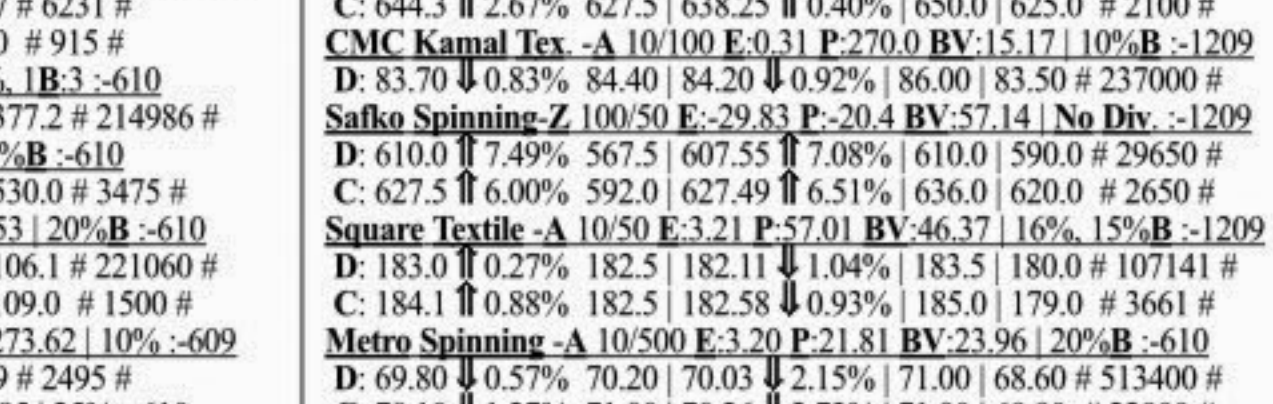 6231 #
# 915 #
, 1B:3 :-610
377.2 # 214986 #
%B :-610
530.0 # 3475 #
53 | 20%B :-610
106.1 # 221060 #
109.0 # 1500 #
273.62 | 10% :-609
# 2495 #
C: 644.3 ⇑ 2.67% 627.5 | 638.25 ⇑ 0.40% | 650.0 | 625.0 # 2100 #
CMC Kamal Tex. -A 10/100 E:0.31 P:270.0 BV:15.17 | 10%B :-1209
D: 83.70 ⇓ 0.83% 84.40 | 84.20 ⇓ 0.92% | 86.00 | 83.50 # 237000 #
Safko Spinning-Z 100/50 E:-29.83 P:-20.4 BV:57.14 | No Div. :-1209
D: 610.0 ⇑ 7.49% 567.5 | 607.55 ⇑ 7.08% | 610.0 | 590.0 # 29650 #
C: 627.5 ⇑ 6.00% 592.0 | 627.49 ⇑ 6.51% | 636.0 | 620.0 # 2650 #
Square Textile -A 10/50 E:3.21 P:57.01 BV:46.37 | 16%, 15%B :-1209
D: 183.0 ⇑ 0.27% 182.5 | 182.11 ⇓ 1.04% | 183.5 | 180.0 # 107141 #
C: 184.1 ⇑ 0.88% 182.5 | 182.58 ⇓ 0.93% | 185.0 | 179.0 # 3661 #
Metro Spinning -A 10/500 E:3.20 P:21.81 BV:23.96 | 20%B :-610
D: 69.80 ⇓ 0.57% 70.20 | 70.03 ⇓ 2.15% | 71.00 | 68.60 # 513400 #